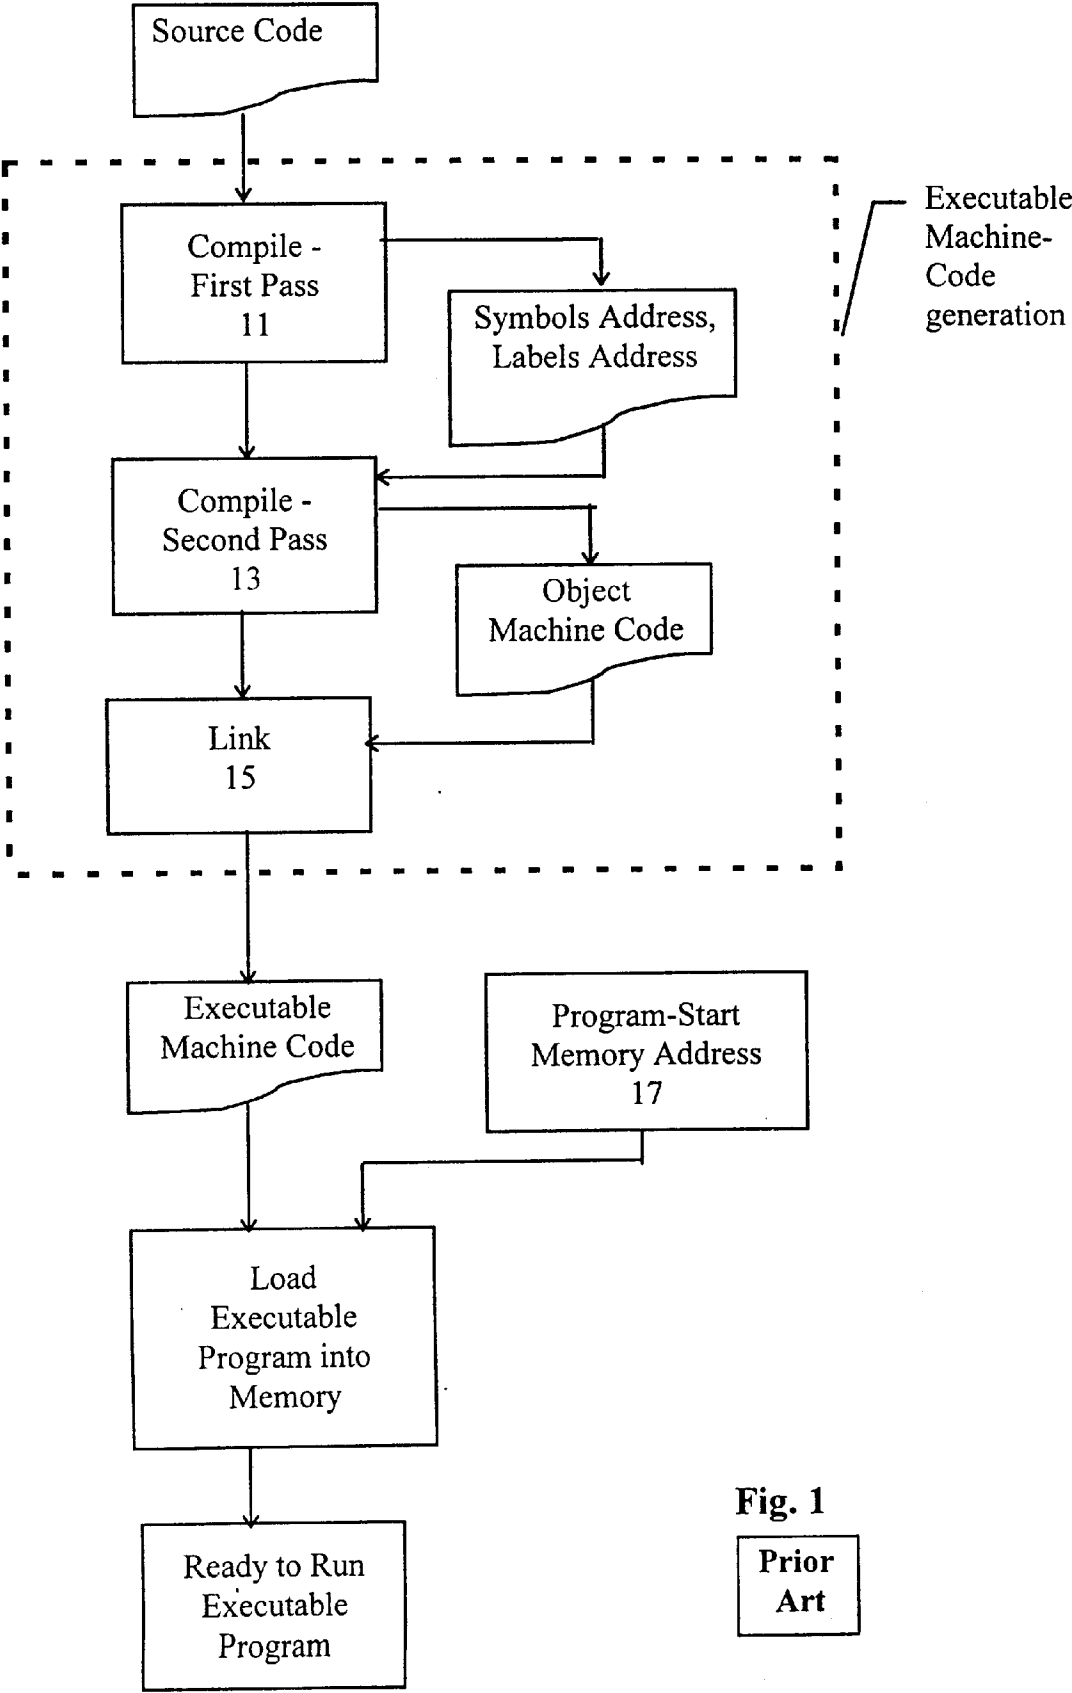 Source Code
Executable
Machine-
Code
generation
Compile -
First Pass
11
Symbols Address,
Labels Address
Compile -
Second Pass
13
Object
Machine Code
Link
15
Executable
Machine Code
Program-Start
Memory Address
17
Load
Executable
Program into
Memory
Ready to Run
Executable
Program
Fig. 1
Prior
Art